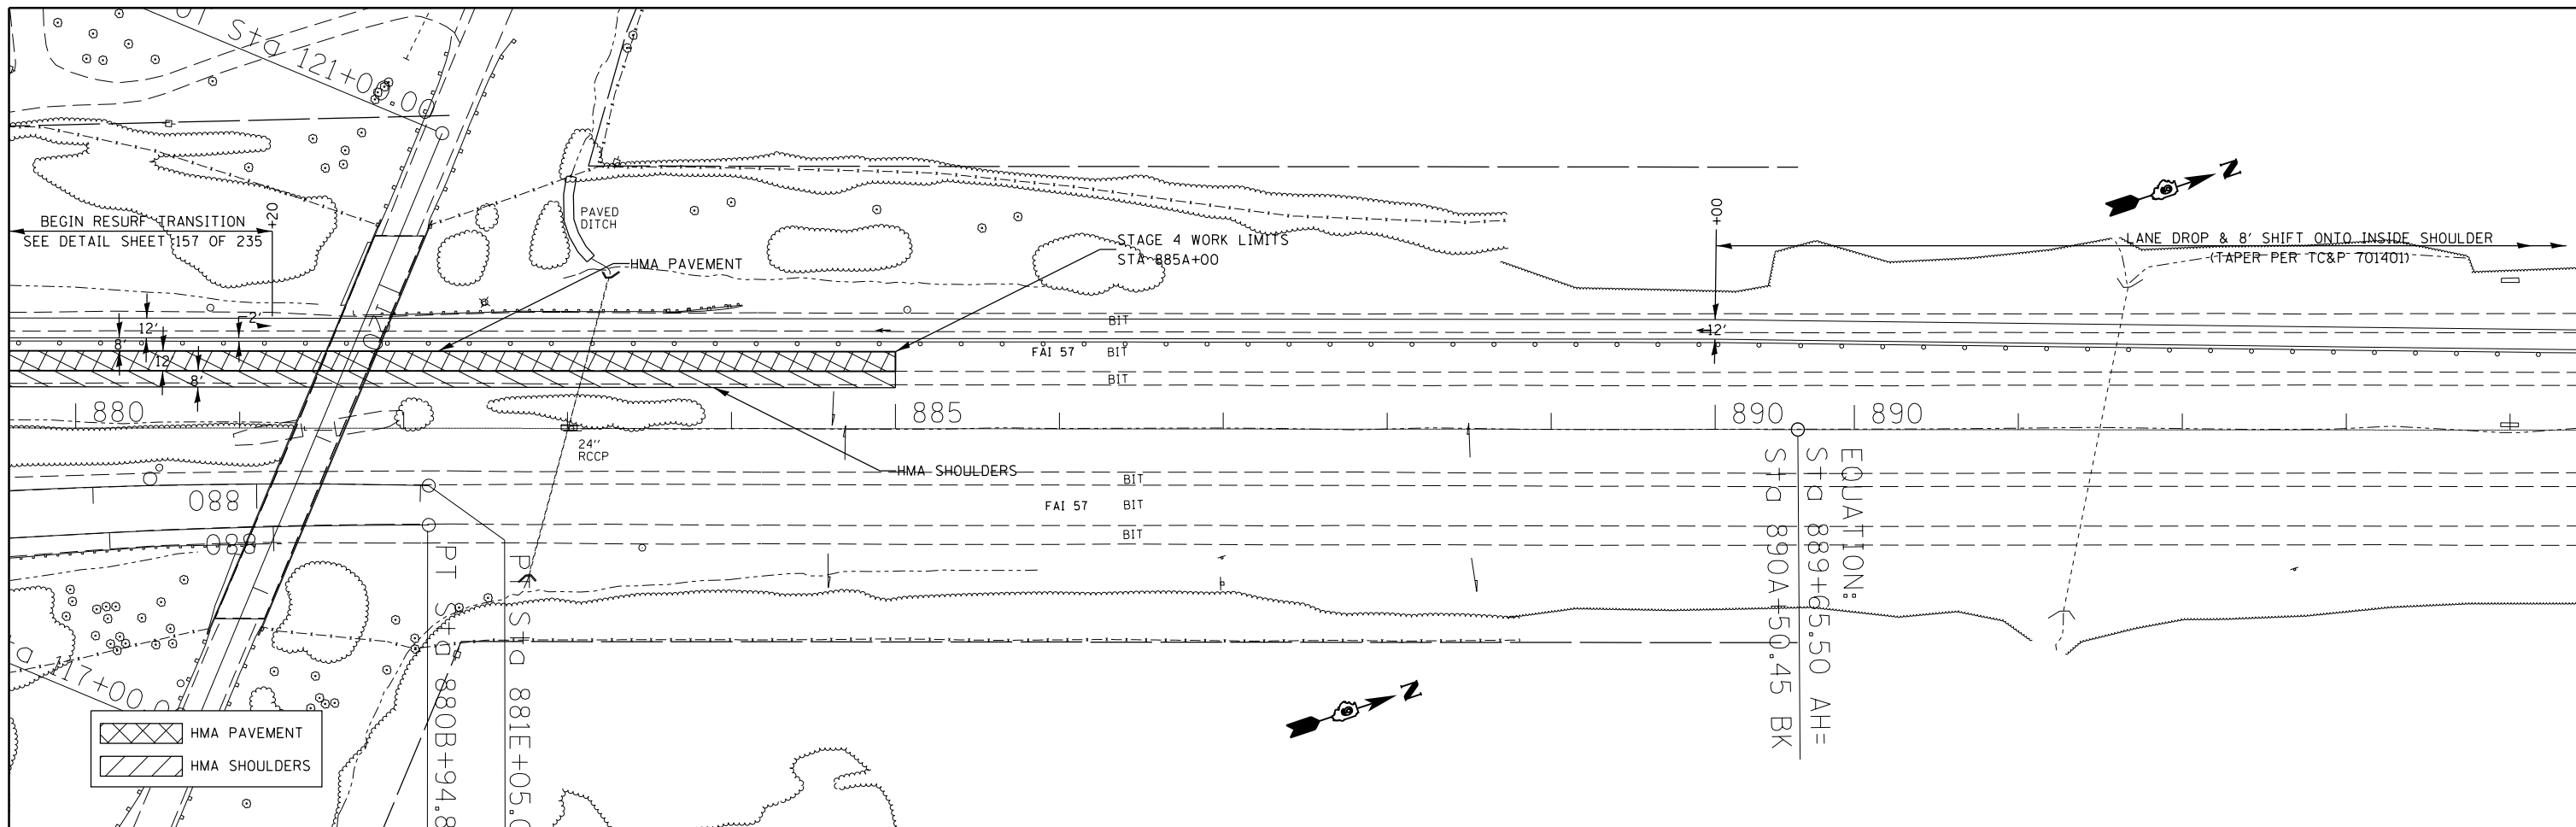 Sta 121+00.00
BEGIN RESURF TRANSITION
SEE DETAIL SHEET 157 OF 235
+20
PAVED
DITCH
HMA PAVEMENT
STAGE 4 WORK LIMITS
STA 885A+00
+00
LANE DROP & 8' SHIFT ONTO INSIDE SHOULDER
(TAPER PER TC&P 701401)
N
2'
12'
8'
12'
8'
12'
BIT
FAI 57 BIT
BIT
880
885
890
890
24''
RCCP
HMA SHOULDERS
BIT
FAI 57 BIT
BIT
880
880
EQUATION:
Sta 889+65.50 AH=
Sta 890A+50.45 BK
PT Sta 880B+94.8
PT Sta 881E+05.0
117+00
N
HMA PAVEMENT
HMA SHOULDERS